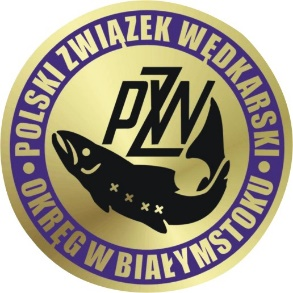 POLSKI ZWIĄZEK WĘDKARSKI
PZW
OKRĘG W BIAŁYMSTOKU